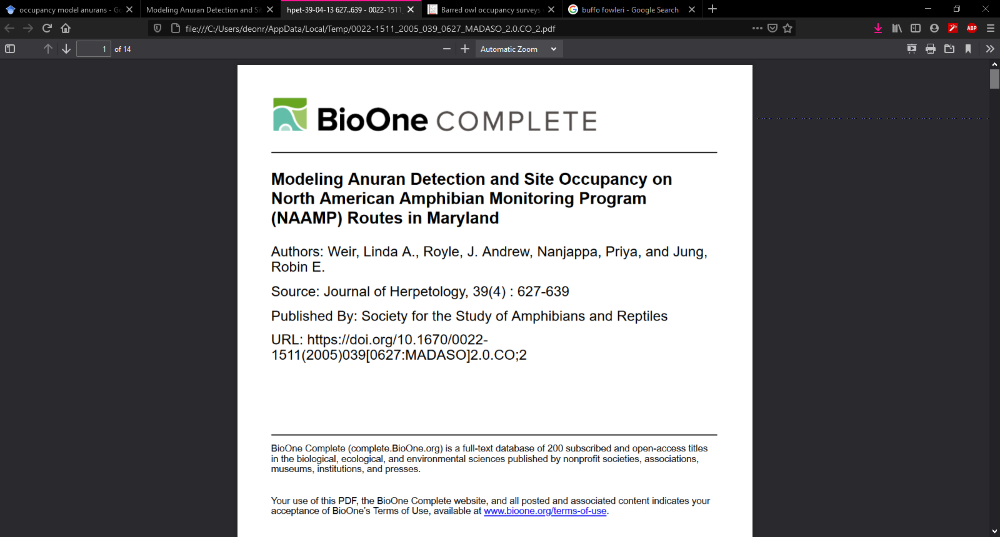 occupancy model anurans - Go
Modeling Anuran Detection and Sit
hpet-39-04-13 627..639 - 0022-1511
Barred owl occupancy surveys
buffo fowleri - Google Search
file:///C:/Users/deonr/AppData/Local/Temp/0022-1511_2005_039_0627_MADASO_2.0.CO_2.pdf
ABP
1 of 14
Automatic Zoom
BioOne COMPLETE
Modeling Anuran Detection and Site Occupancy on
North American Amphibian Monitoring Program
(NAAMP) Routes in Maryland
Authors: Weir, Linda A., Royle, J. Andrew, Nanjappa, Priya, and Jung,
Robin E.
Source: Journal of Herpetology, 39(4) : 627-639
Published By: Society for the Study of Amphibians and Reptiles
URL: https://doi.org/10.1670/0022-
1511(2005)039[0627:MADASO]2.0.CO;2
BioOne Complete (complete.BioOne.org) is a full-text database of 200 subscribed and open-access titles
in the biological, ecological, and environmental sciences published by nonprofit societies, associations,
museums, institutions, and presses.
Your use of this PDF, the BioOne Complete website, and all posted and associated content indicates your
acceptance of BioOne's Terms of Use, available at www.bioone.org/terms-of-use.